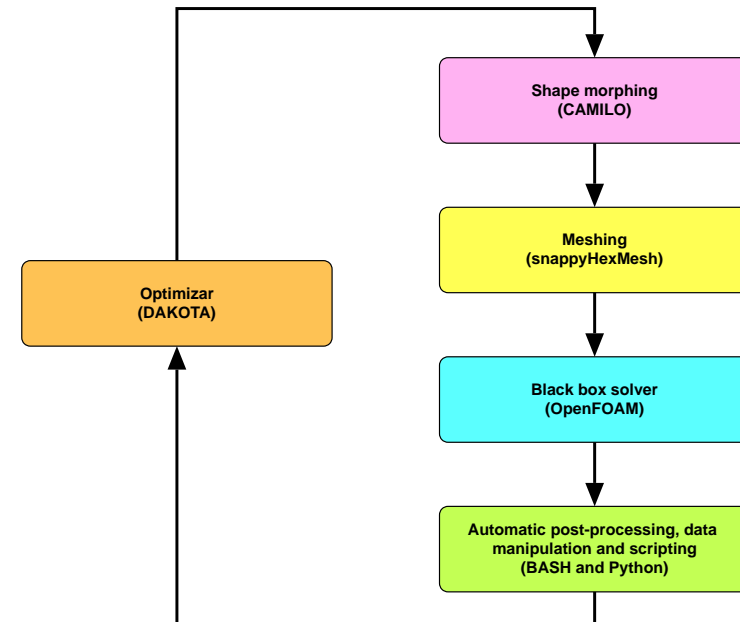 Shape morphing
(CAMILO)
Meshing
(snappyHexMesh)
Optimizar
(DAKOTA)
Black box solver
(OpenFOAM)
Automatic post-processing, data
manipulation and scripting
(BASH and Python)